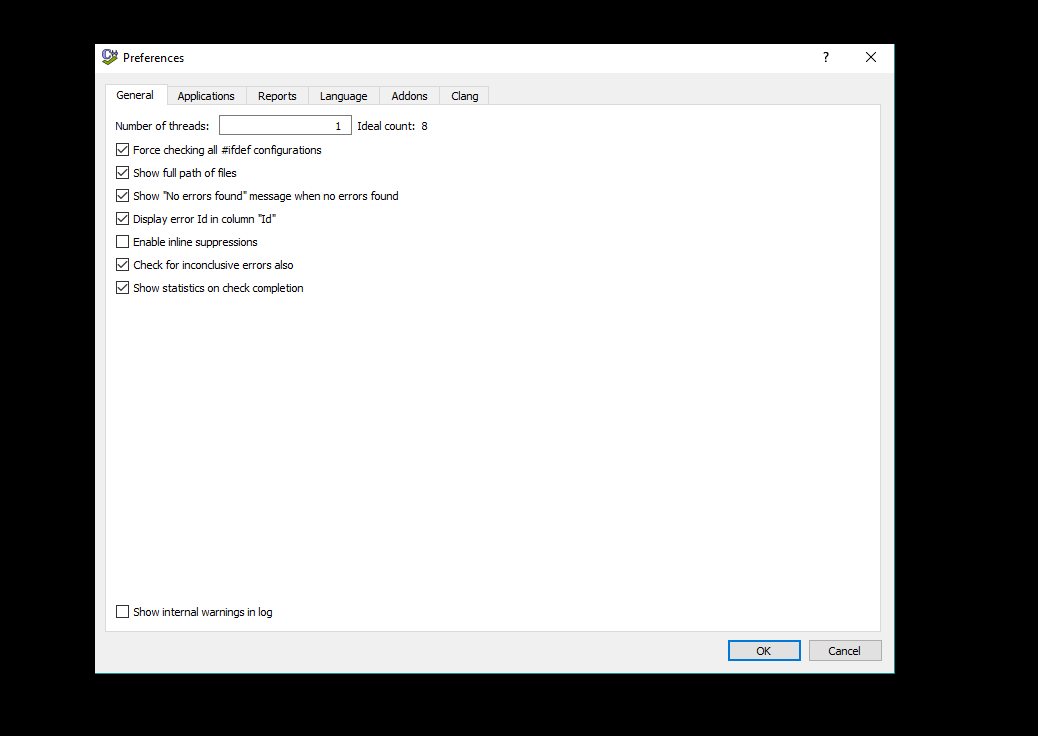 Preferences
?
General Applications Reports Language Addons Clang
Number of threads: 1 Ideal count: 8
Force checking all #ifdef configurations
Show full path of files
Show "No errors found" message when no errors found
Display error Id in column "Id"
Enable inline suppressions
Check for inconclusive errors also
Show statistics on check completion
Show internal warnings in log
OK Cancel